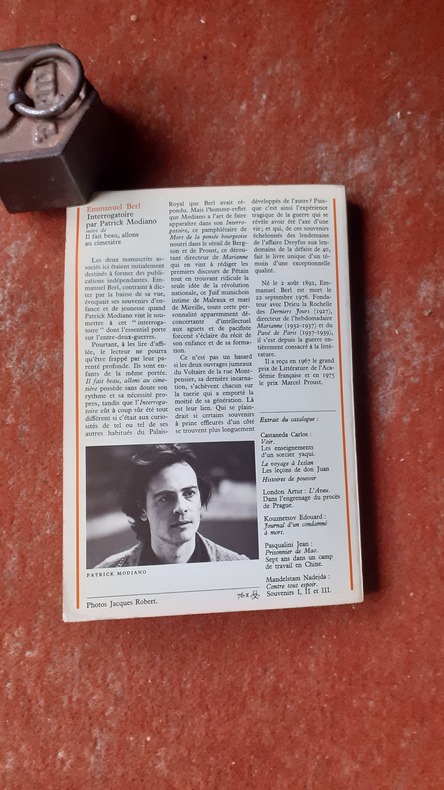 Emmanuel Berl
Interrogatoire
par Patrick Modiano
suivi de
Il fait beau, allons
au cimetière
Les deux manuscrits as-
sociés ici étaient initialement
destinés à former des publi-
cations indépendantes. Em-
manuel Berl, contraint à dic-
ter par la baisse de sa vue,
évoquait ses souvenirs d'en-
fance et de jeunesse quand
Patrick Modiano vint le sou-
mettre à cet " interroga-
toire " dont l'essentiel porte
sur l'entre-deux-guerres.
Pourtant, à les lire d'affi-
lée, le lecteur ne pourra
qu'être frappé par leur pa-
renté profonde. Ils sont en-
fants de la même portée.
Il fait beau, allons au cime-
tière possède sans doute son
rythme et sa nécessité pro-
pres, tandis que l'Interroga-
toire eût à coup sûr été tout
différent si c'était aux curio-
sités de tel ou tel de ses
autres habitués du Palais-
Royal que Berl avait ré-
pondu. Mais l'homme-reflet
que Modiano a l'art de faire
apparaître dans son Interro-
gatoire, ce pamphlétaire de
Mort de la pensée bourgeoise
nourri dans le sérail de Berg-
son et de Proust, ce dérou-
tant directeur de Marianne
qui en vint à rédiger les
premiers discours de Pétain
tout en trouvant ridicule la
seule idée de la révolution
nationale, ce Juif munichois
intime de Malraux et mari
de Mireille, toute cette per-
sonnalité apparemment dé-
concertante d'intellectuel
aux aguets et de pacifiste
forcené s'éclaire du récit de
son enfance et de sa forma-
tion.
Ce n'est pas un hasard
si les deux ouvrages jumeaux
du Voltaire de la rue Mont-
pensier, sa dernière incarna-
tion, s'achèvent chacun sur
la tuerie qui a emporté la
moitié de sa génération. Là
est leur lien. Qui se plain-
drait si certains souvenirs
à peine effleurés d'un côté
se trouvent plus longuement
développés de l'autre? Puis-
que c'est ainsi l'expérience
tragique de la guerre qui se
révèle avoir été l'axe d'une
vie; et qui, de ces souvenirs
échelonnés des lendemains
de l'affaire Dreyfus aux len-
demains de la défaite de 40,
fait le livre unique d'un té-
moin d'une exceptionnelle
qualité.
Né le 2 août 1892, Em-
manuel Berl est mort le
22 septembre 1976. Fonda-
teur avec Drieu la Rochelle
des Derniers Jours (1927),
directeur de l'hebdomadaire
Marianne (1932-1937) et du
Pavé de Paris (1937-1939),
il s'est depuis la guerre en-
tièrement consacré à la litté-
rature.
Il a reçu en 1967 le grand
prix de Littérature de l'Aca-
démie française et en 1975
le prix Marcel Proust.
Extrait du catalogue :
Castaneda Carlos :
Voir.
Les enseignements
d'un sorcier yaqui.
Le voyage à Ixtlan
Les leçons de don Juan
Histoires de pouvoir
London Artur : L'Aveu.
Dans l'engrenage du procès
de Prague.
Kouznetsov Edouard :
Journal d'un condamné
à mort.
Pasqualini Jean :
Prisonnier de Mao.
Sept ans dans un camp
de travail en Chine.
Mandelstam Nadejda :
Contre tout espoir.
Souvenirs I, II et III.
PATRICK MODIANO
Photos Jacques Robert.
76-X